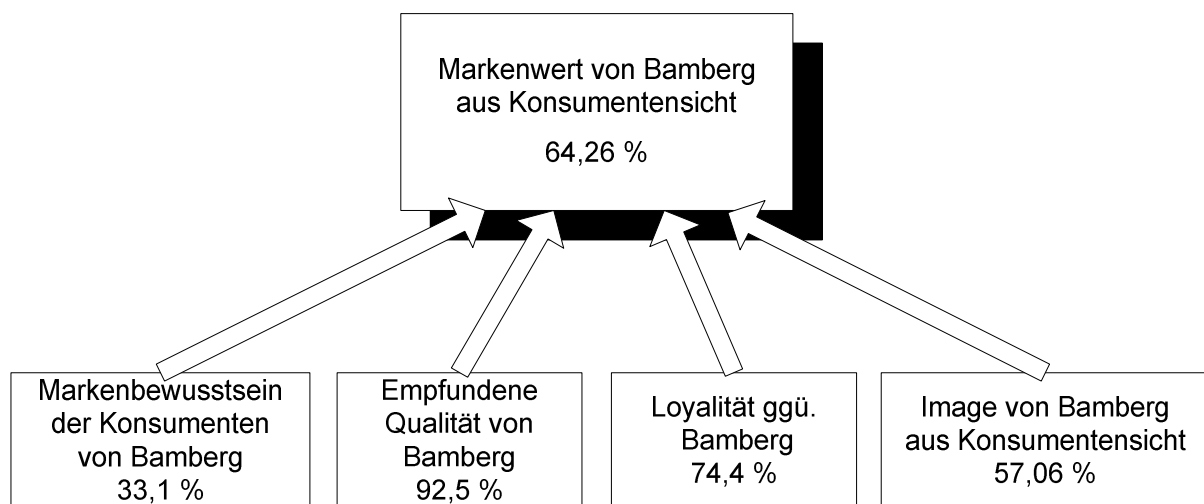 Markenwert von Bamberg
aus Konsumentensicht
64,26 %
Markenbewusstsein
der Konsumenten
von Bamberg
33,1 %
Empfundene
Qualität von
Bamberg
92,5 %
Loyalität ggü.
Bamberg
74,4 %
Image von Bamberg
aus Konsumentensicht
57,06 %